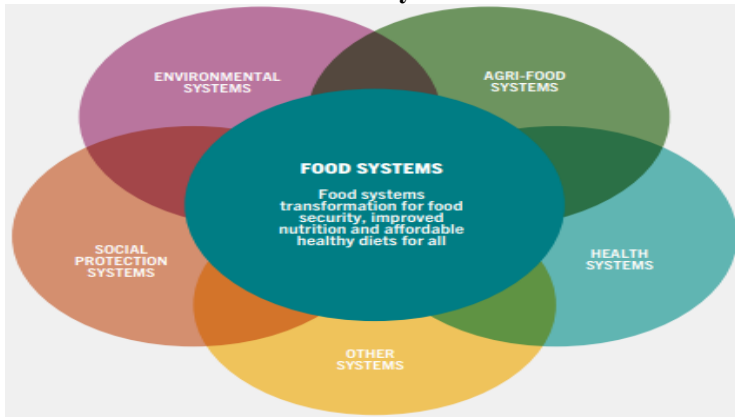 ENVIRONMENTAL
SYSTEMS
AGRI-FOOD
SYSTEMS
FOOD SYSTEMS
Food systems
transformation for food
security, improved
nutrition and affordable
healthy diets for all
SOCIAL
PROTECTION
SYSTEMS
HEALTH
SYSTEMS
OTHER
SYSTEMS